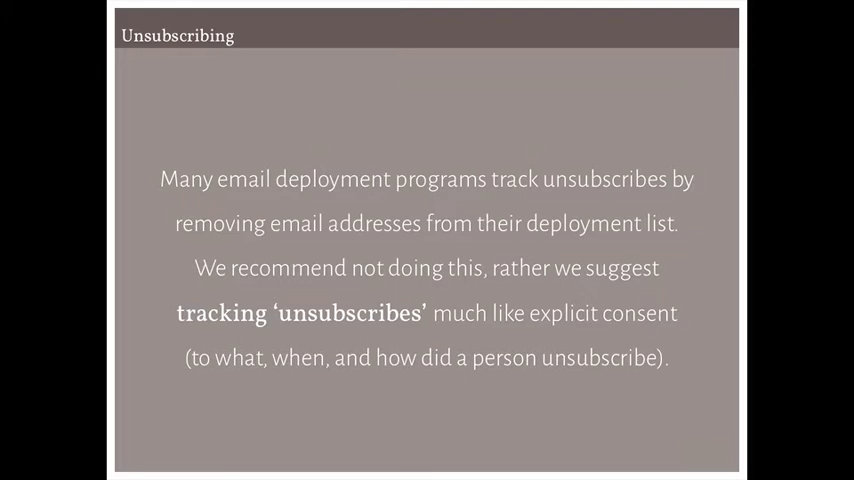 Unsubscribing
Many email deployment programs track unsubscribes by
removing email addresses from their deployment list.
We recommend not doing this, rather we suggest
tracking ‘unsubscribes’ much like explicit consent
(to what, when, and how did a person unsubscribe).